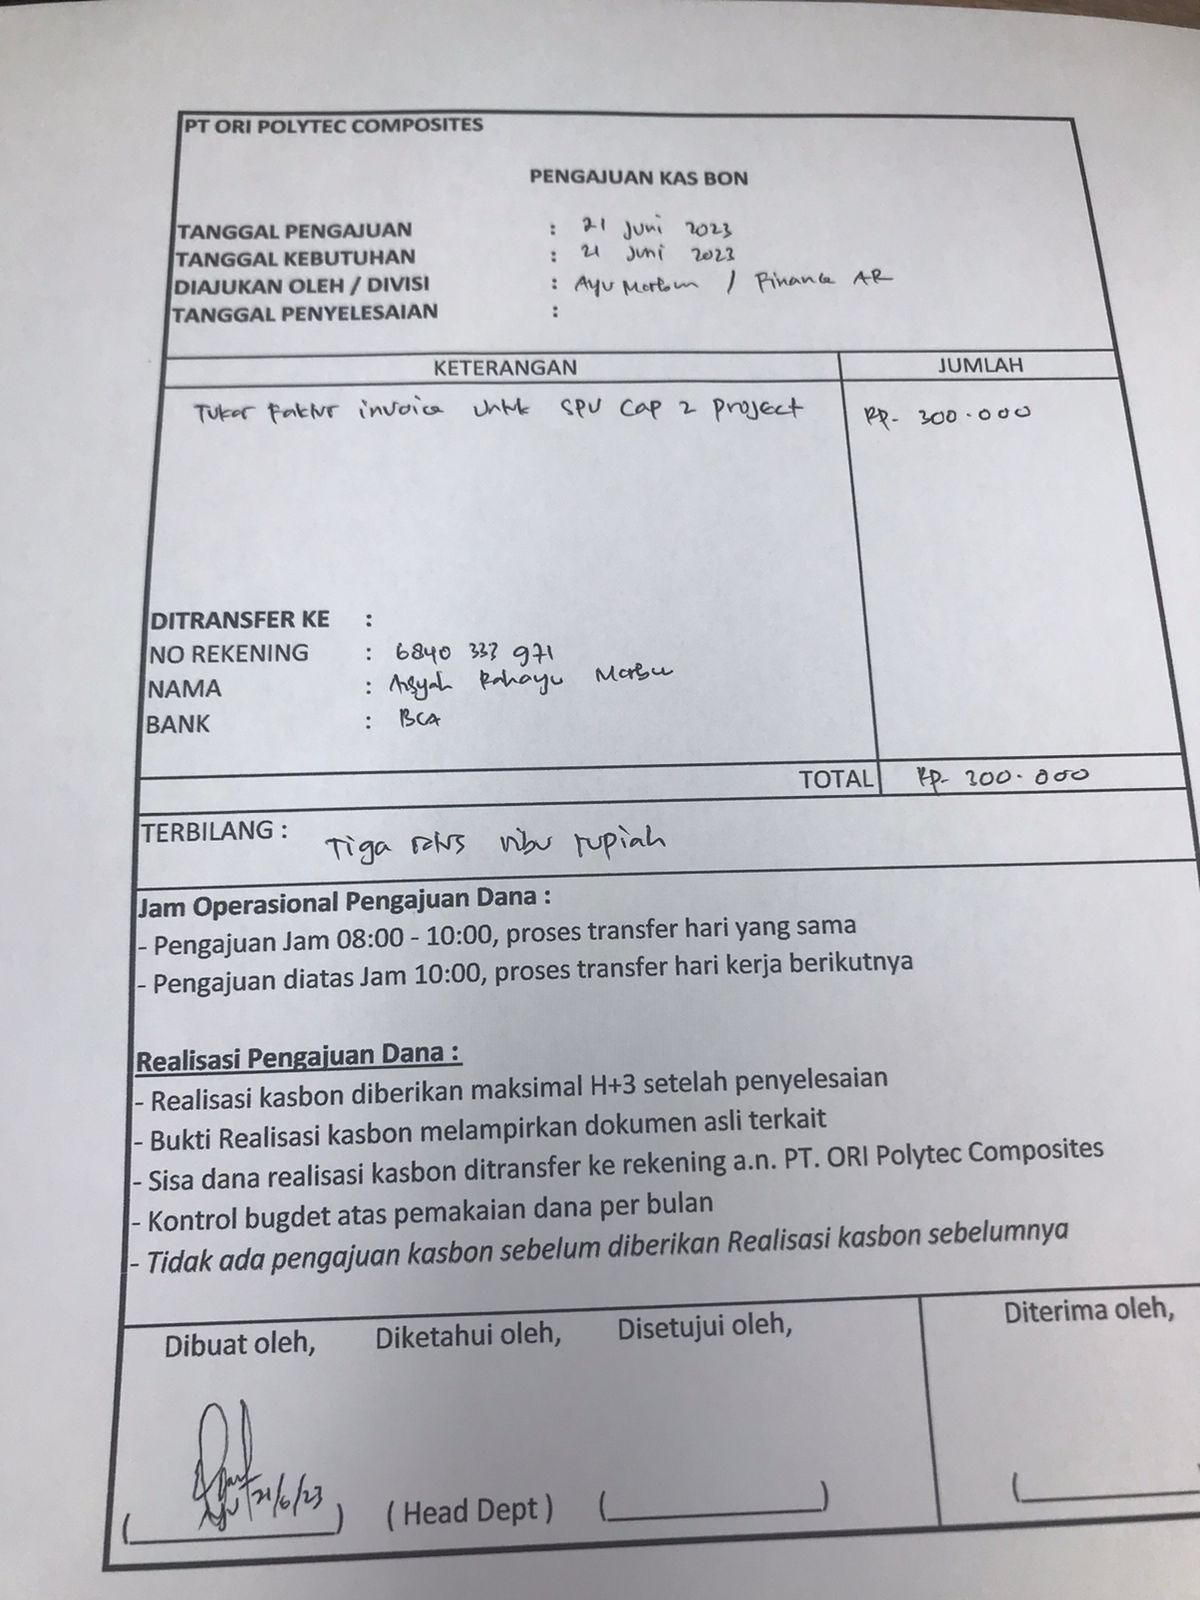 PT ORI POLYTEC COMPOSITES
PENGAJUAN KAS BON
TANGGAL PENGAJUAN : 21 Juni 2023
TANGGAL KEBUTUHAN : 21 Juni 2023
DIAJUKAN OLEH / DIVISI : Ayu / Finance AR
TANGGAL PENYELESAIAN :
KETERANGAN JUMLAH
Tukar Faktur invoice untuk SPU Cap 2 Project RP- 300.000
DITRANSFER KE :
NO REKENING : 6840 333 971
NAMA : Rahayu
BANK : BCA
TOTAL RP- 300.000
TERBILANG : Tiga ratus ribu rupiah
Jam Operasional Pengajuan Dana :
- Pengajuan Jam 08:00 - 10:00, proses transfer hari yang sama
- Pengajuan diatas Jam 10:00, proses transfer hari kerja berikutnya
Realisasi Pengajuan Dana :
- Realisasi kasbon diberikan maksimal H+3 setelah penyelesaian
- Bukti Realisasi kasbon melampirkan dokumen asli terkait
- Sisa dana realisasi kasbon ditransfer ke rekening a.n. PT. ORI Polytec Composites
- Kontrol bugdet atas pemakaian dana per bulan
- Tidak ada pengajuan kasbon sebelum diberikan Realisasi kasbon sebelumnya
Dibuat oleh, Diketahui oleh, Disetujui oleh, Diterima oleh,
Ayu 21/6/23
( Head Dept )